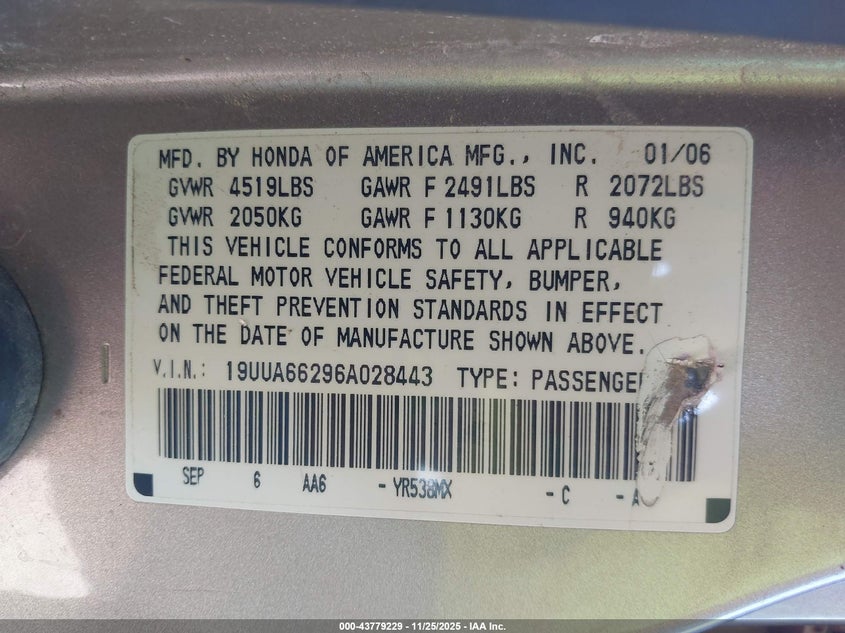 MFD. BY HONDA OF AMERICA MFG., INC. 01/06
GVWR 4519LBS GAWR F 2491LBS R 2072LBS
GVWR 2050KG GAWR F 1130KG R 940KG
THIS VEHICLE CONFORMS TO ALL APPLICABLE
FEDERAL MOTOR VEHICLE SAFETY, BUMPER,
AND THEFT PREVENTION STANDARDS IN EFFECT
ON THE DATE OF MANUFACTURE SHOWN ABOVE.
V.I.N.: 19UUA66296A028443 TYPE: PASSENGE
SEP 6 AA6 - YR538MX - C - A
000-43779229 - 11/25/2025 - IAA Inc.